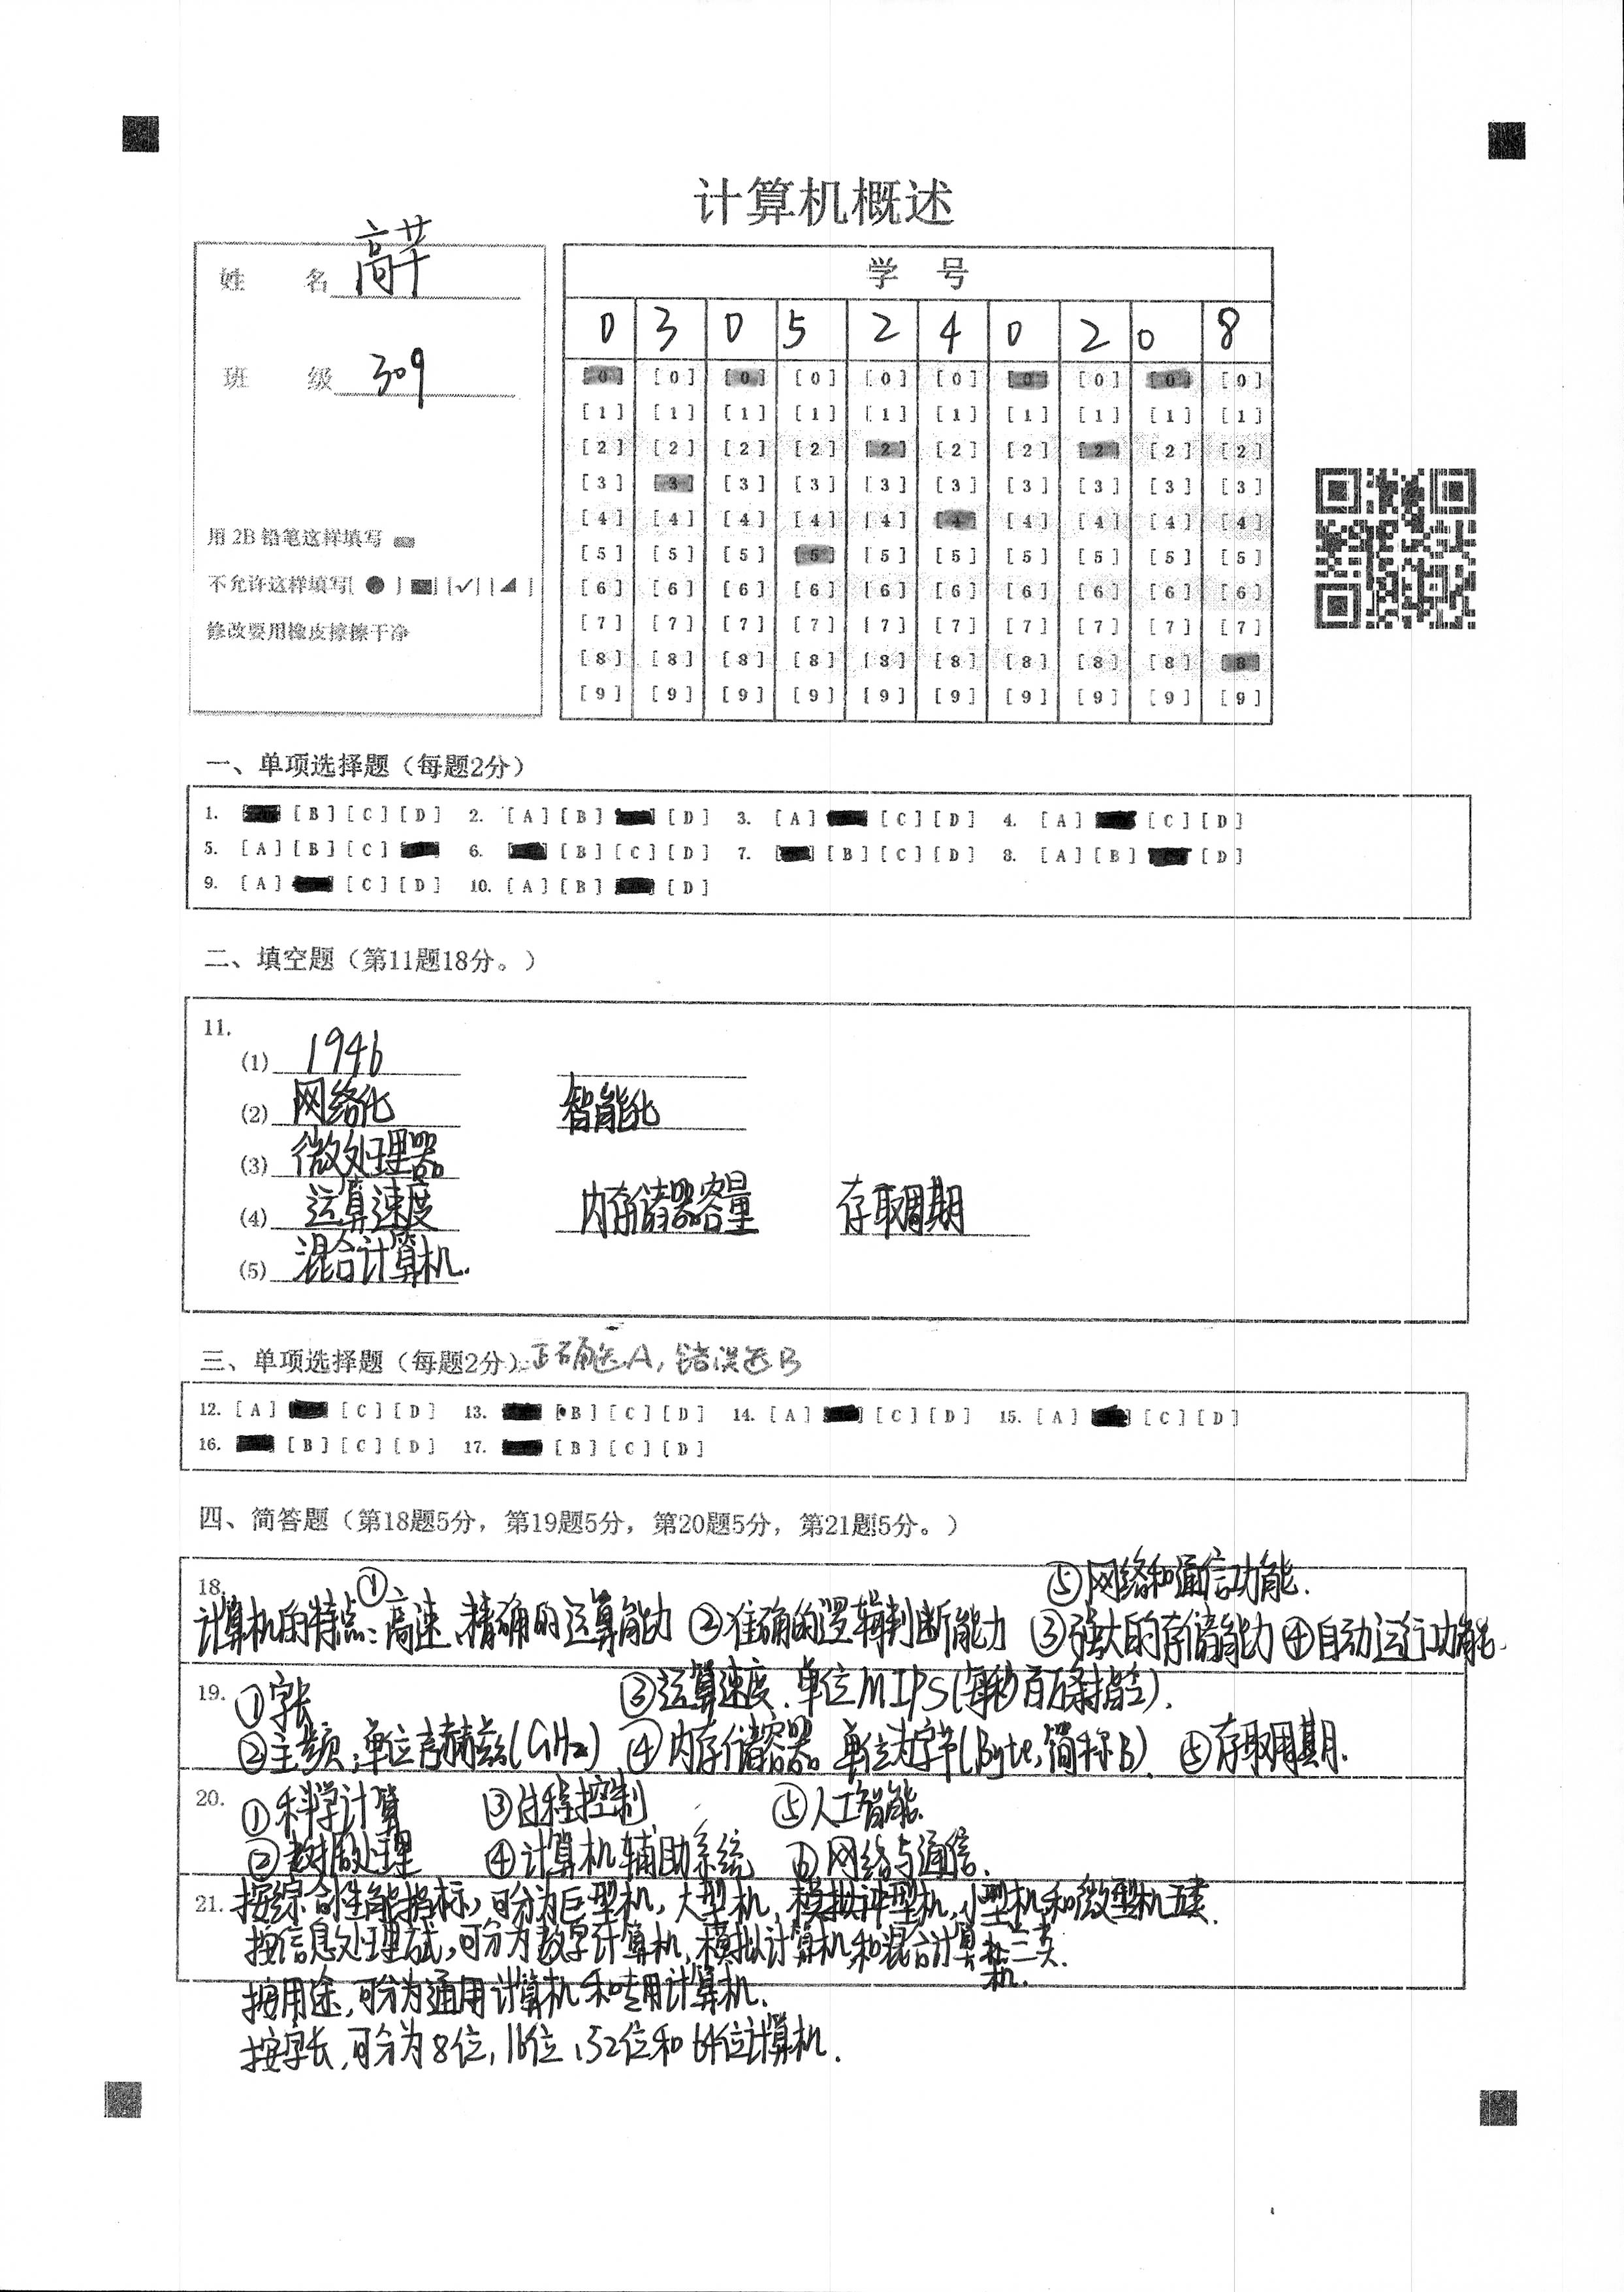 计算机概述
姓 名 高芊
班 级 309
用 2B 铅笔这样填写
不允许这样填写[ ● ] [■] [✓] [◢ ]
修改要用橡皮擦擦干净
学 号
0 3 0 5 2 4 0 2 0 8
[0] [0] [0] [0] [0] [0] [0] [0] [0] [0]
[1] [1] [1] [1] [1] [1] [1] [1] [1] [1]
[2] [2] [2] [2] [2] [2] [2] [2] [2] [2]
[3] [3] [3] [3] [3] [3] [3] [3] [3] [3]
[4] [4] [4] [4] [4] [4] [4] [4] [4] [4]
[5] [5] [5] [5] [5] [5] [5] [5] [5] [5]
[6] [6] [6] [6] [6] [6] [6] [6] [6] [6]
[7] [7] [7] [7] [7] [7] [7] [7] [7] [7]
[8] [8] [8] [8] [8] [8] [8] [8] [8] [8]
[9] [9] [9] [9] [9] [9] [9] [9] [9] [9]
一、单项选择题（每题2分）
1. [B] [C] [D] 2. [A] [B] [D] 3. [A] [C] [D] 4. [A] [C] [D]
5. [A] [B] [C] 6. [B] [C] [D] 7. [B] [C] [D] 8. [A] [B] [D]
9. [A] [C] [D] 10. [A] [B] [D]
二、填空题（第11题18分。）
11.
(1) 1946
(2) 网络化 智能化
(3) 微处理器
(4) 运算速度 内存储器容量 存取周期
(5) 混合计算机.
三、单项选择题（每题2分）正确选A, 错误选B
12. [A] [C] [D] 13. [B] [C] [D] 14. [A] [C] [D] 15. [A] [C] [D]
16. [B] [C] [D] 17. [B] [C] [D]
四、简答题（第18题5分，第19题5分，第20题5分，第21题5分。）
⑤网络和通信功能.
18. 计算机的特点: ①高速、精确的运算能力 ②准确的逻辑判断能力 ③强大的存储能力 ④自动运行功能.
19. ①字长 ③运算速度. 单位MIPS(每秒百万条指令).
②主频,单位吉赫兹(GHz) ④内存储容器 单位为字节(Byte,简称B). ⑤存取周期.
20. ①科学计算 ③过程控制 ⑤人工智能.
②数据处理 ④计算机辅助系统 ⑥网络与通信.
21. 按综合性能指标,可分为巨型机,大型机,中型机,小型机和微型机五类.
按信息处理方式,可分为数字计算机,模拟计算机和混合计算机三类.
按用途,可分为通用计算机和专用计算机.
按字长,可分为8位,16位,32位和64位计算机.